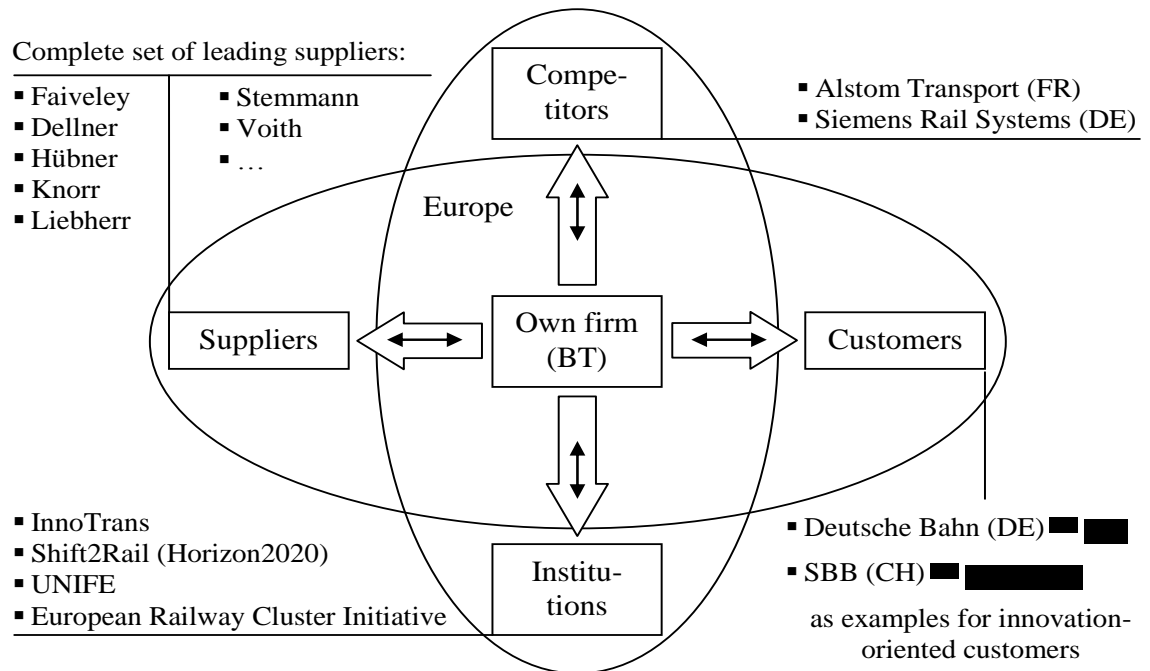 Complete set of leading suppliers:
▪ Faiveley
▪ Dellner
▪ Hübner
▪ Knorr
▪ Liebherr
▪ Stemmann
▪ Voith
▪ …
Compe-
titors
▪ Alstom Transport (FR)
▪ Siemens Rail Systems (DE)
Europe
Suppliers
Own firm
(BT)
Customers
▪ InnoTrans
▪ Shift2Rail (Horizon2020)
▪ UNIFE
▪ European Railway Cluster Initiative
Institu-
tions
▪ Deutsche Bahn (DE)
▪ SBB (CH)
as examples for innovation-
oriented customers